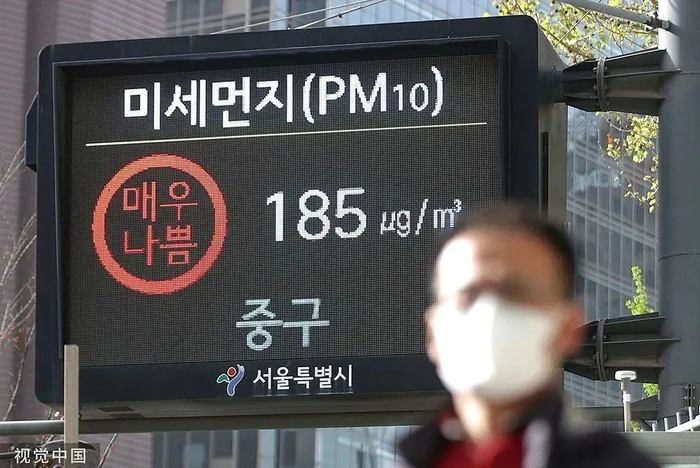 미세먼지(PM10)
매우
나쁨
185 µg/m³
중구
서울특별시
视觉中国